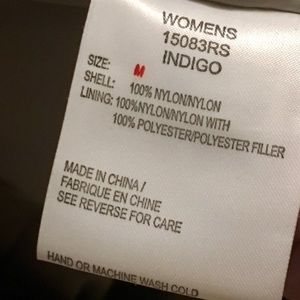 WOMENS
15083RS
INDIGO
SIZE: M
SHELL: 100% NYLON/NYLON
LINING: 100%NYLON/NYLON WITH
100% POLYESTER/POLYESTER FILLER
MADE IN CHINA/
FABRIQUE EN CHINE
SEE REVERSE FOR CARE
HAND OR MACHINE WASH COLD